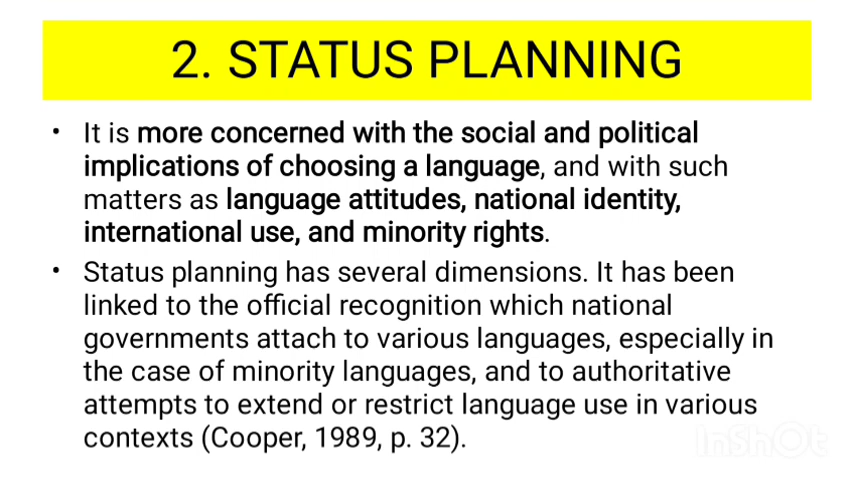 2. STATUS PLANNING
• It is more concerned with the social and political
implications of choosing a language, and with such
matters as language attitudes, national identity,
international use, and minority rights.
• Status planning has several dimensions. It has been
linked to the official recognition which national
governments attach to various languages, especially in
the case of minority languages, and to authoritative
attempts to extend or restrict language use in various
contexts (Cooper, 1989, p. 32).
InShOt